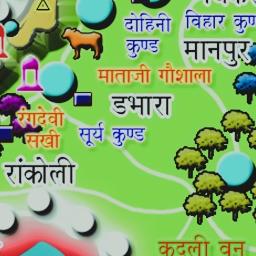 दोहिनी
कुण्ड
विहार कुण
मानपुर
माताजी गौशाला
डभारा
रंगदेवी
सखी
सूर्य कुण्ड
रांकोली
कदली वन